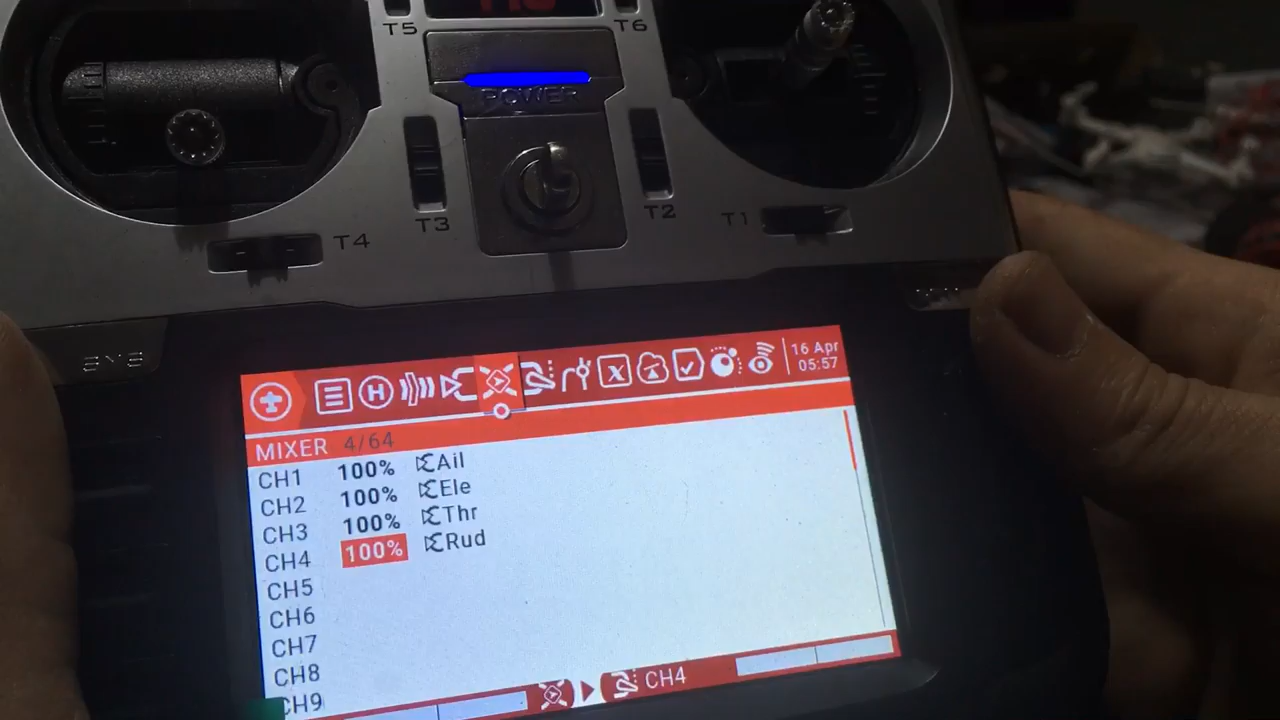 T5
T6
POWER
T3
T2
T1
T4
SYS
16 Apr
05:57
MIXER 4/64
CH1 100% Ail
CH2 100% Ele
CH3 100% Thr
CH4 100% Rud
CH5
CH6
CH7
CH8
CH9
CH4